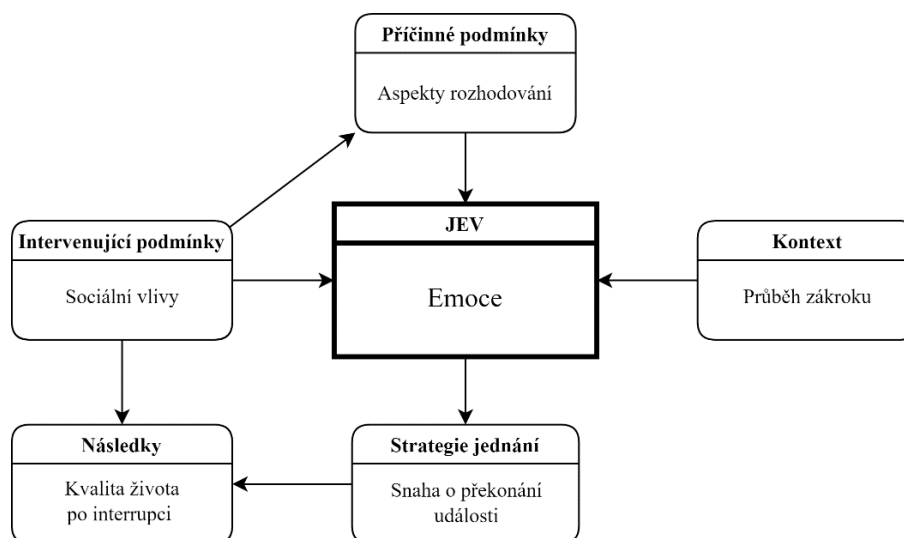 Příčinné podmínky
Aspekty rozhodování
Intervenující podmínky
Sociální vlivy
JEV
Emoce
Kontext
Průběh zákroku
Následky
Kvalita života
po interrupci
Strategie jednání
Snaha o překonání
události